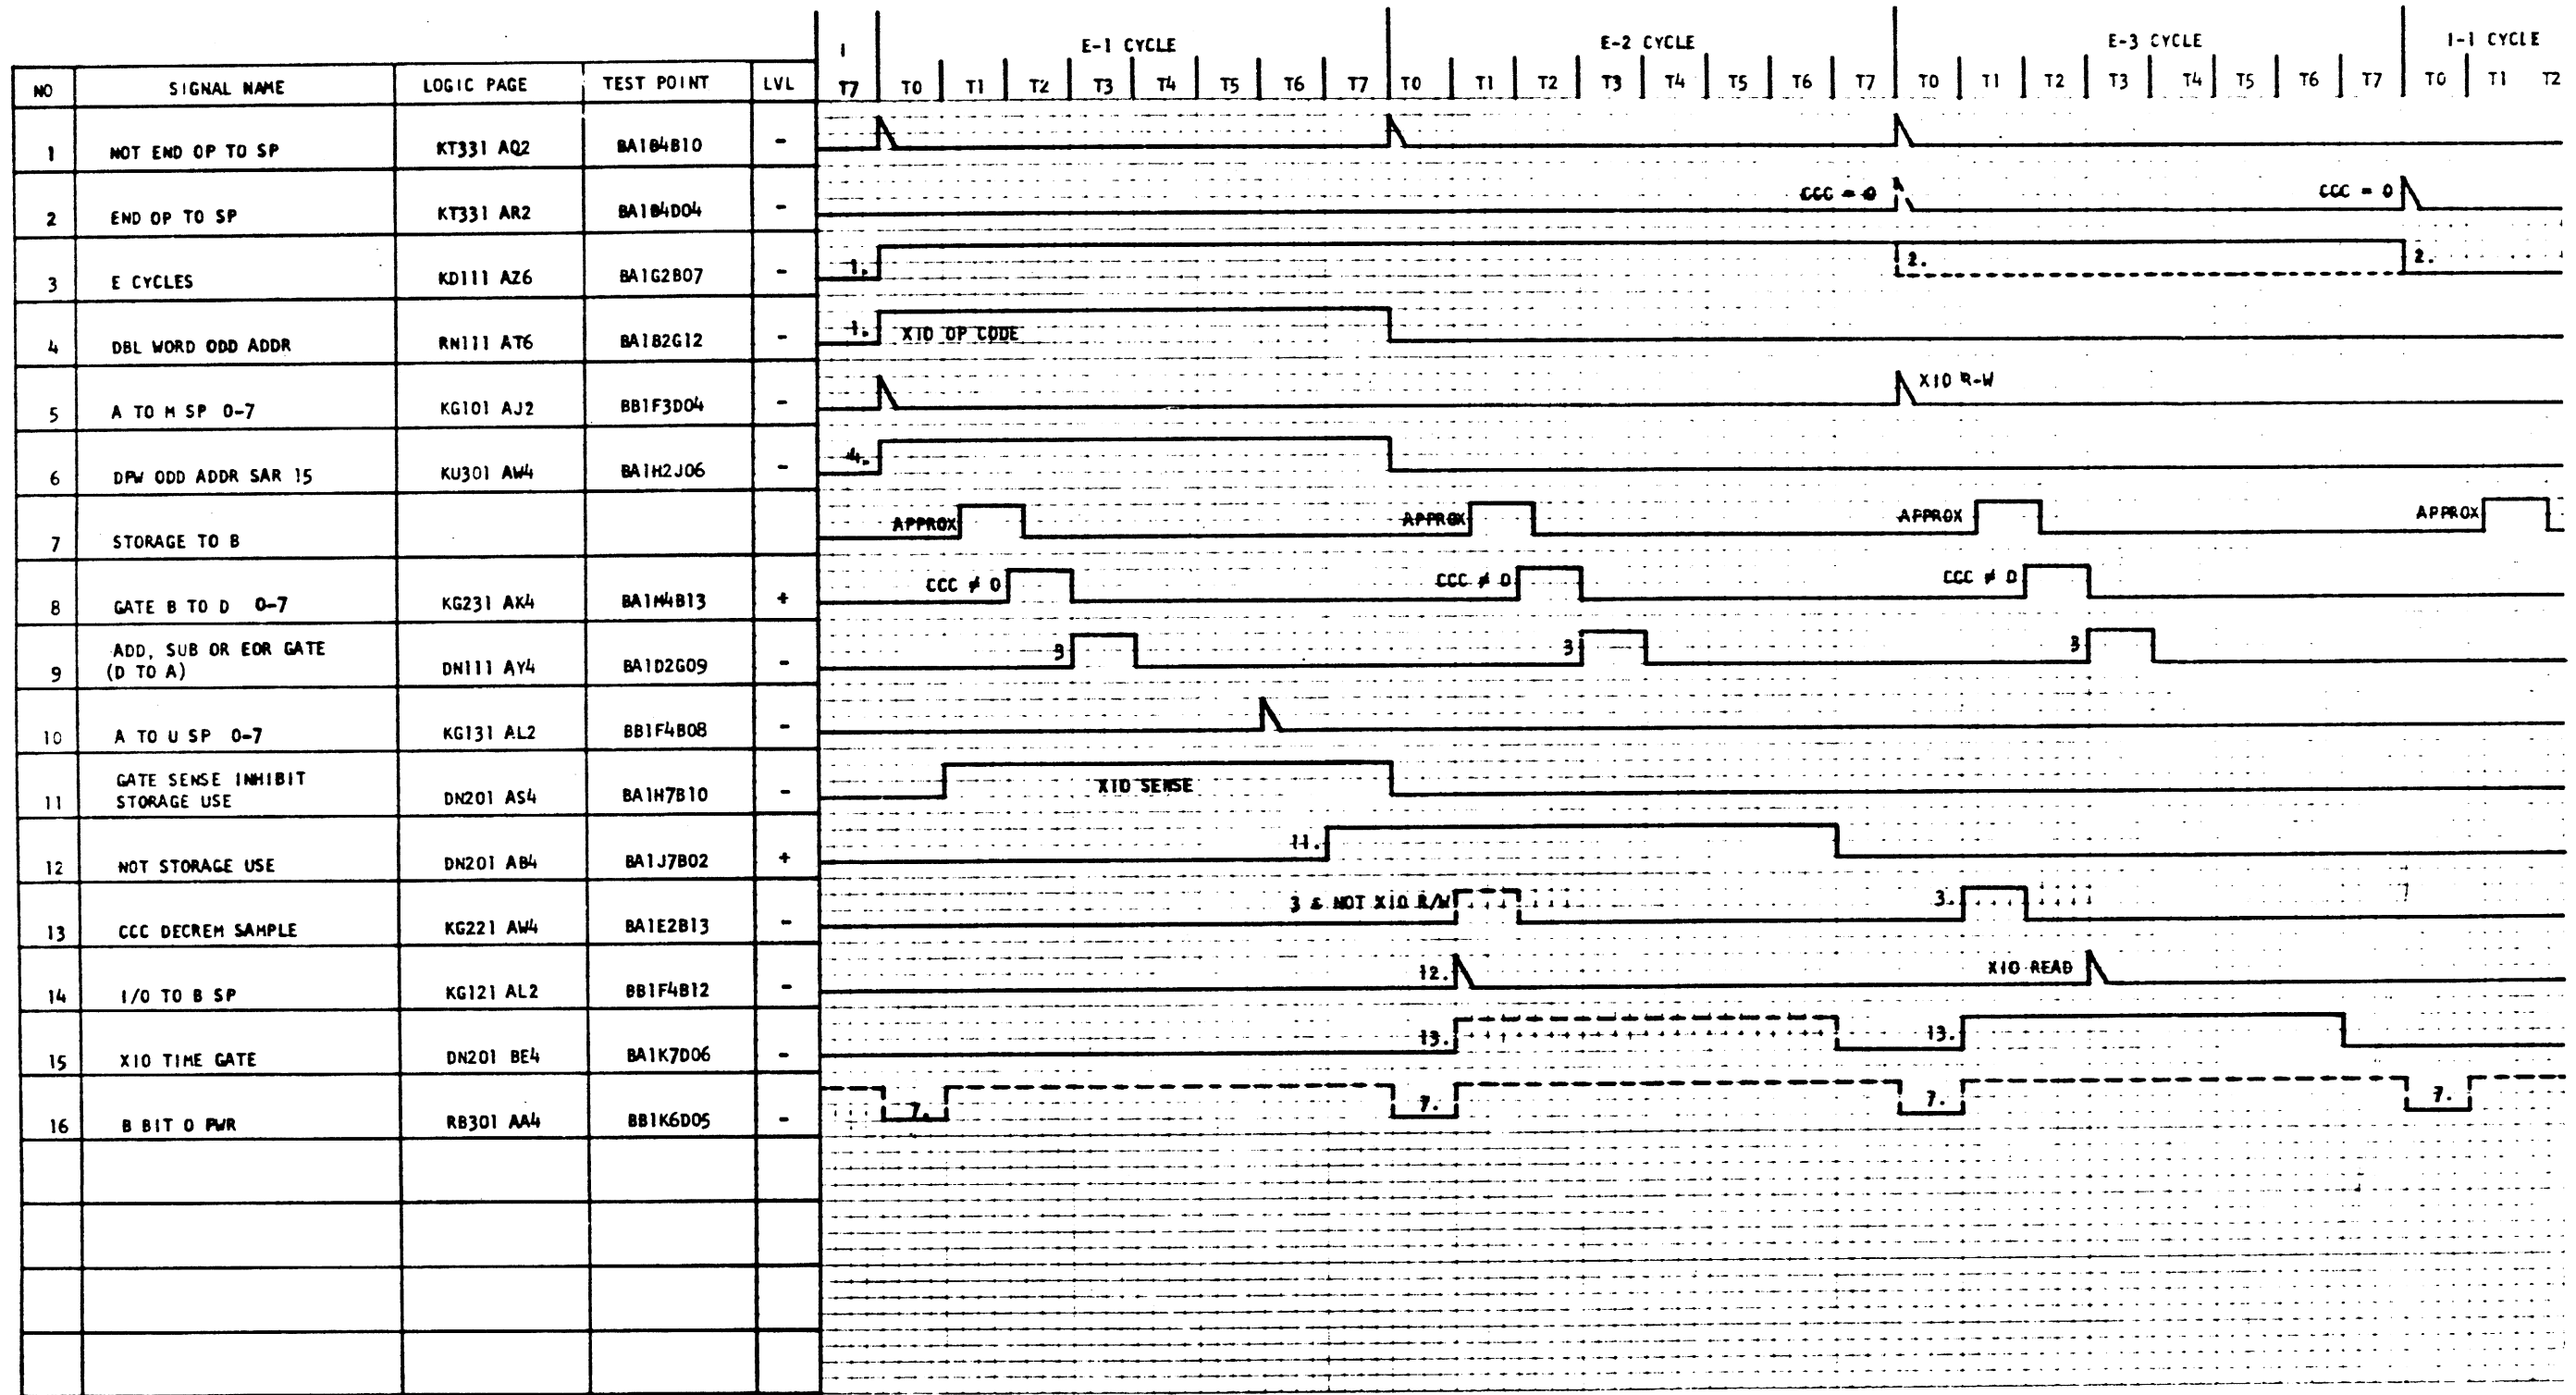 I E-1 CYCLE E-2 CYCLE E-3 CYCLE I-1 CYCLE
NO SIGNAL NAME LOGIC PAGE TEST POINT LVL T7 T0 T1 T2 T3 T4 T5 T6 T7 T0 T1 T2 T3 T4 T5 T6 T7 T0 T1 T2 T3 T4 T5 T6 T7 T0 T1 T2
1 NOT END OP TO SP KT331 AQ2 BA1B4B10 -
2 END OP TO SP KT331 AR2 BA1B4D04 - CCC = 0 CCC = 0
3 E CYCLES KD111 AZ6 BA1G2B07 - 1. 2. 2.
4 DBL WORD ODD ADDR RN111 AT6 BA1B2G12 - 1. XIO OP CODE
5 A TO M SP 0-7 KG101 AJ2 BB1F3D04 - XIO R-W
6 DPW ODD ADDR SAR 15 KU301 AW4 BA1H2J06 - 4.
7 STORAGE TO B APPROX APPROX APPROX APPROX
8 GATE B TO D 0-7 KG231 AK4 BA1M4B13 + CCC ≠ 0 CCC ≠ 0 CCC ≠ 0
ADD, SUB OR EOR GATE
9 (D TO A) DN111 AY4 BA1D2G09 - 3 3 3
10 A TO U SP 0-7 KG131 AL2 BB1F4B08 -
GATE SENSE INHIBIT
11 STORAGE USE DN201 AS4 BA1H7B10 - XIO SENSE
12 NOT STORAGE USE DN201 AB4 BA1J7B02 + 11.
13 CCC DECREM SAMPLE KG221 AW4 BA1E2B13 - 3 & NOT XIO R/W 3.
14 I/O TO B SP KG121 AL2 BB1F4B12 - 12. XIO READ
15 XIO TIME GATE DN201 BE4 BA1K7D06 - 13. 13.
16 B BIT 0 PWR RB301 AA4 BB1K6D05 - 7. 7. 7. 7.